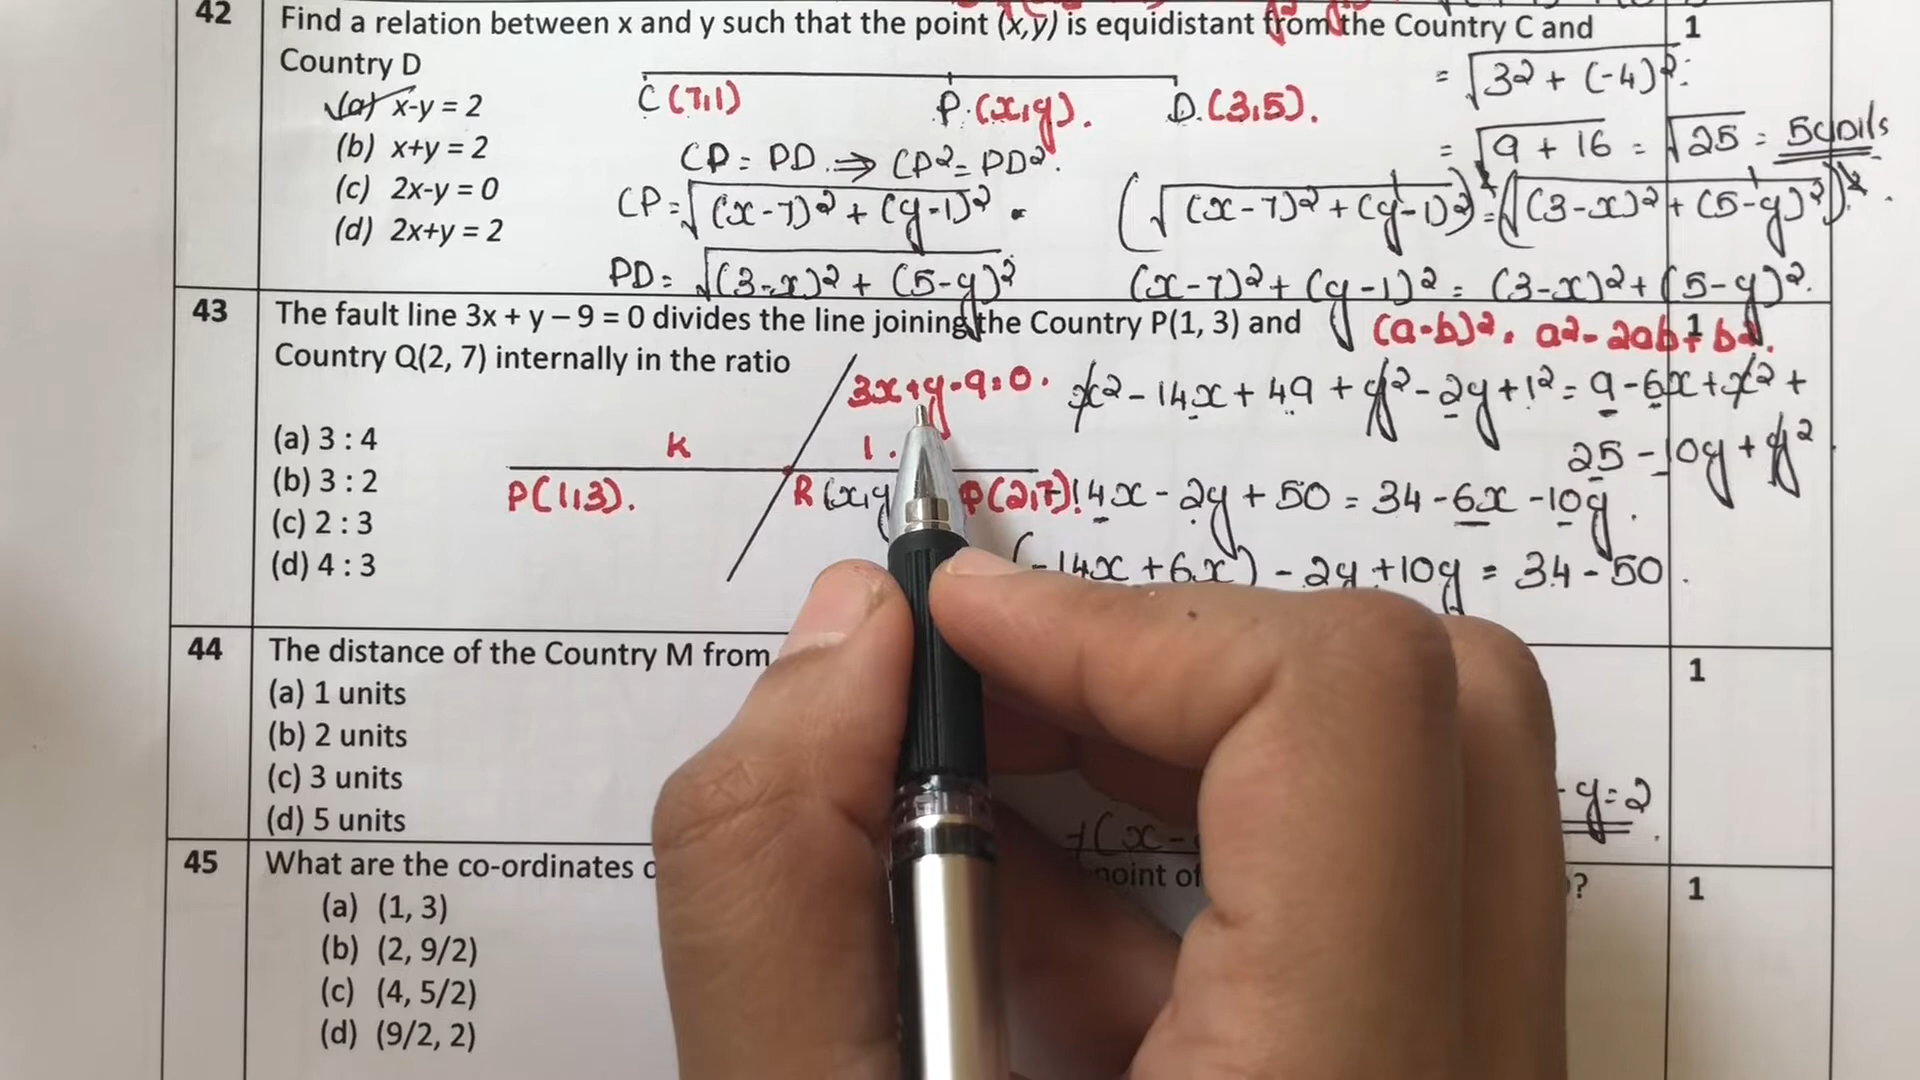 42 Find a relation between x and y such that the point (x,y) is equidistant from the Country C and 1
Country D
(a) x-y = 2
(b) x+y = 2
(c) 2x-y = 0
(d) 2x+y = 2
C (7,1) P. (x,y). D. (3,5).
CP = PD. ⇒ CP² = PD².
CP = √(x-7)² + (y-1)².
PD = √(3-x)² + (5-y)²
= √3² + (-4)².
= √9 + 16 = √25 = 5units
(√(x-7)² + (y-1)²)² = (√(3-x)² + (5-y)²)².
(x-7)² + (y-1)² = (3-x)² + (5-y)².
43 The fault line 3x + y – 9 = 0 divides the line joining the Country P(1, 3) and 1
Country Q(2, 7) internally in the ratio
(a) 3 : 4
(b) 3 : 2
(c) 2 : 3
(d) 4 : 3
3x+y-9=0.
K 1.
P(1,3). R (x,y (2,7)
(a-b)² = a² - 2ab + b².
x² - 14x + 49 + y² - 2y + 1² = 9 - 6x + x² +
25 - 10y + y²
-14x - 2y + 50 = 34 - 6x - 10y.
(-14x + 6x) - 2y + 10y = 34 - 50.
y = 2
44 The distance of the Country M from 1
(a) 1 units
(b) 2 units
(c) 3 units
(d) 5 units
(x -
45 What are the co-ordinates point of ? 1
(a) (1, 3)
(b) (2, 9/2)
(c) (4, 5/2)
(d) (9/2, 2)